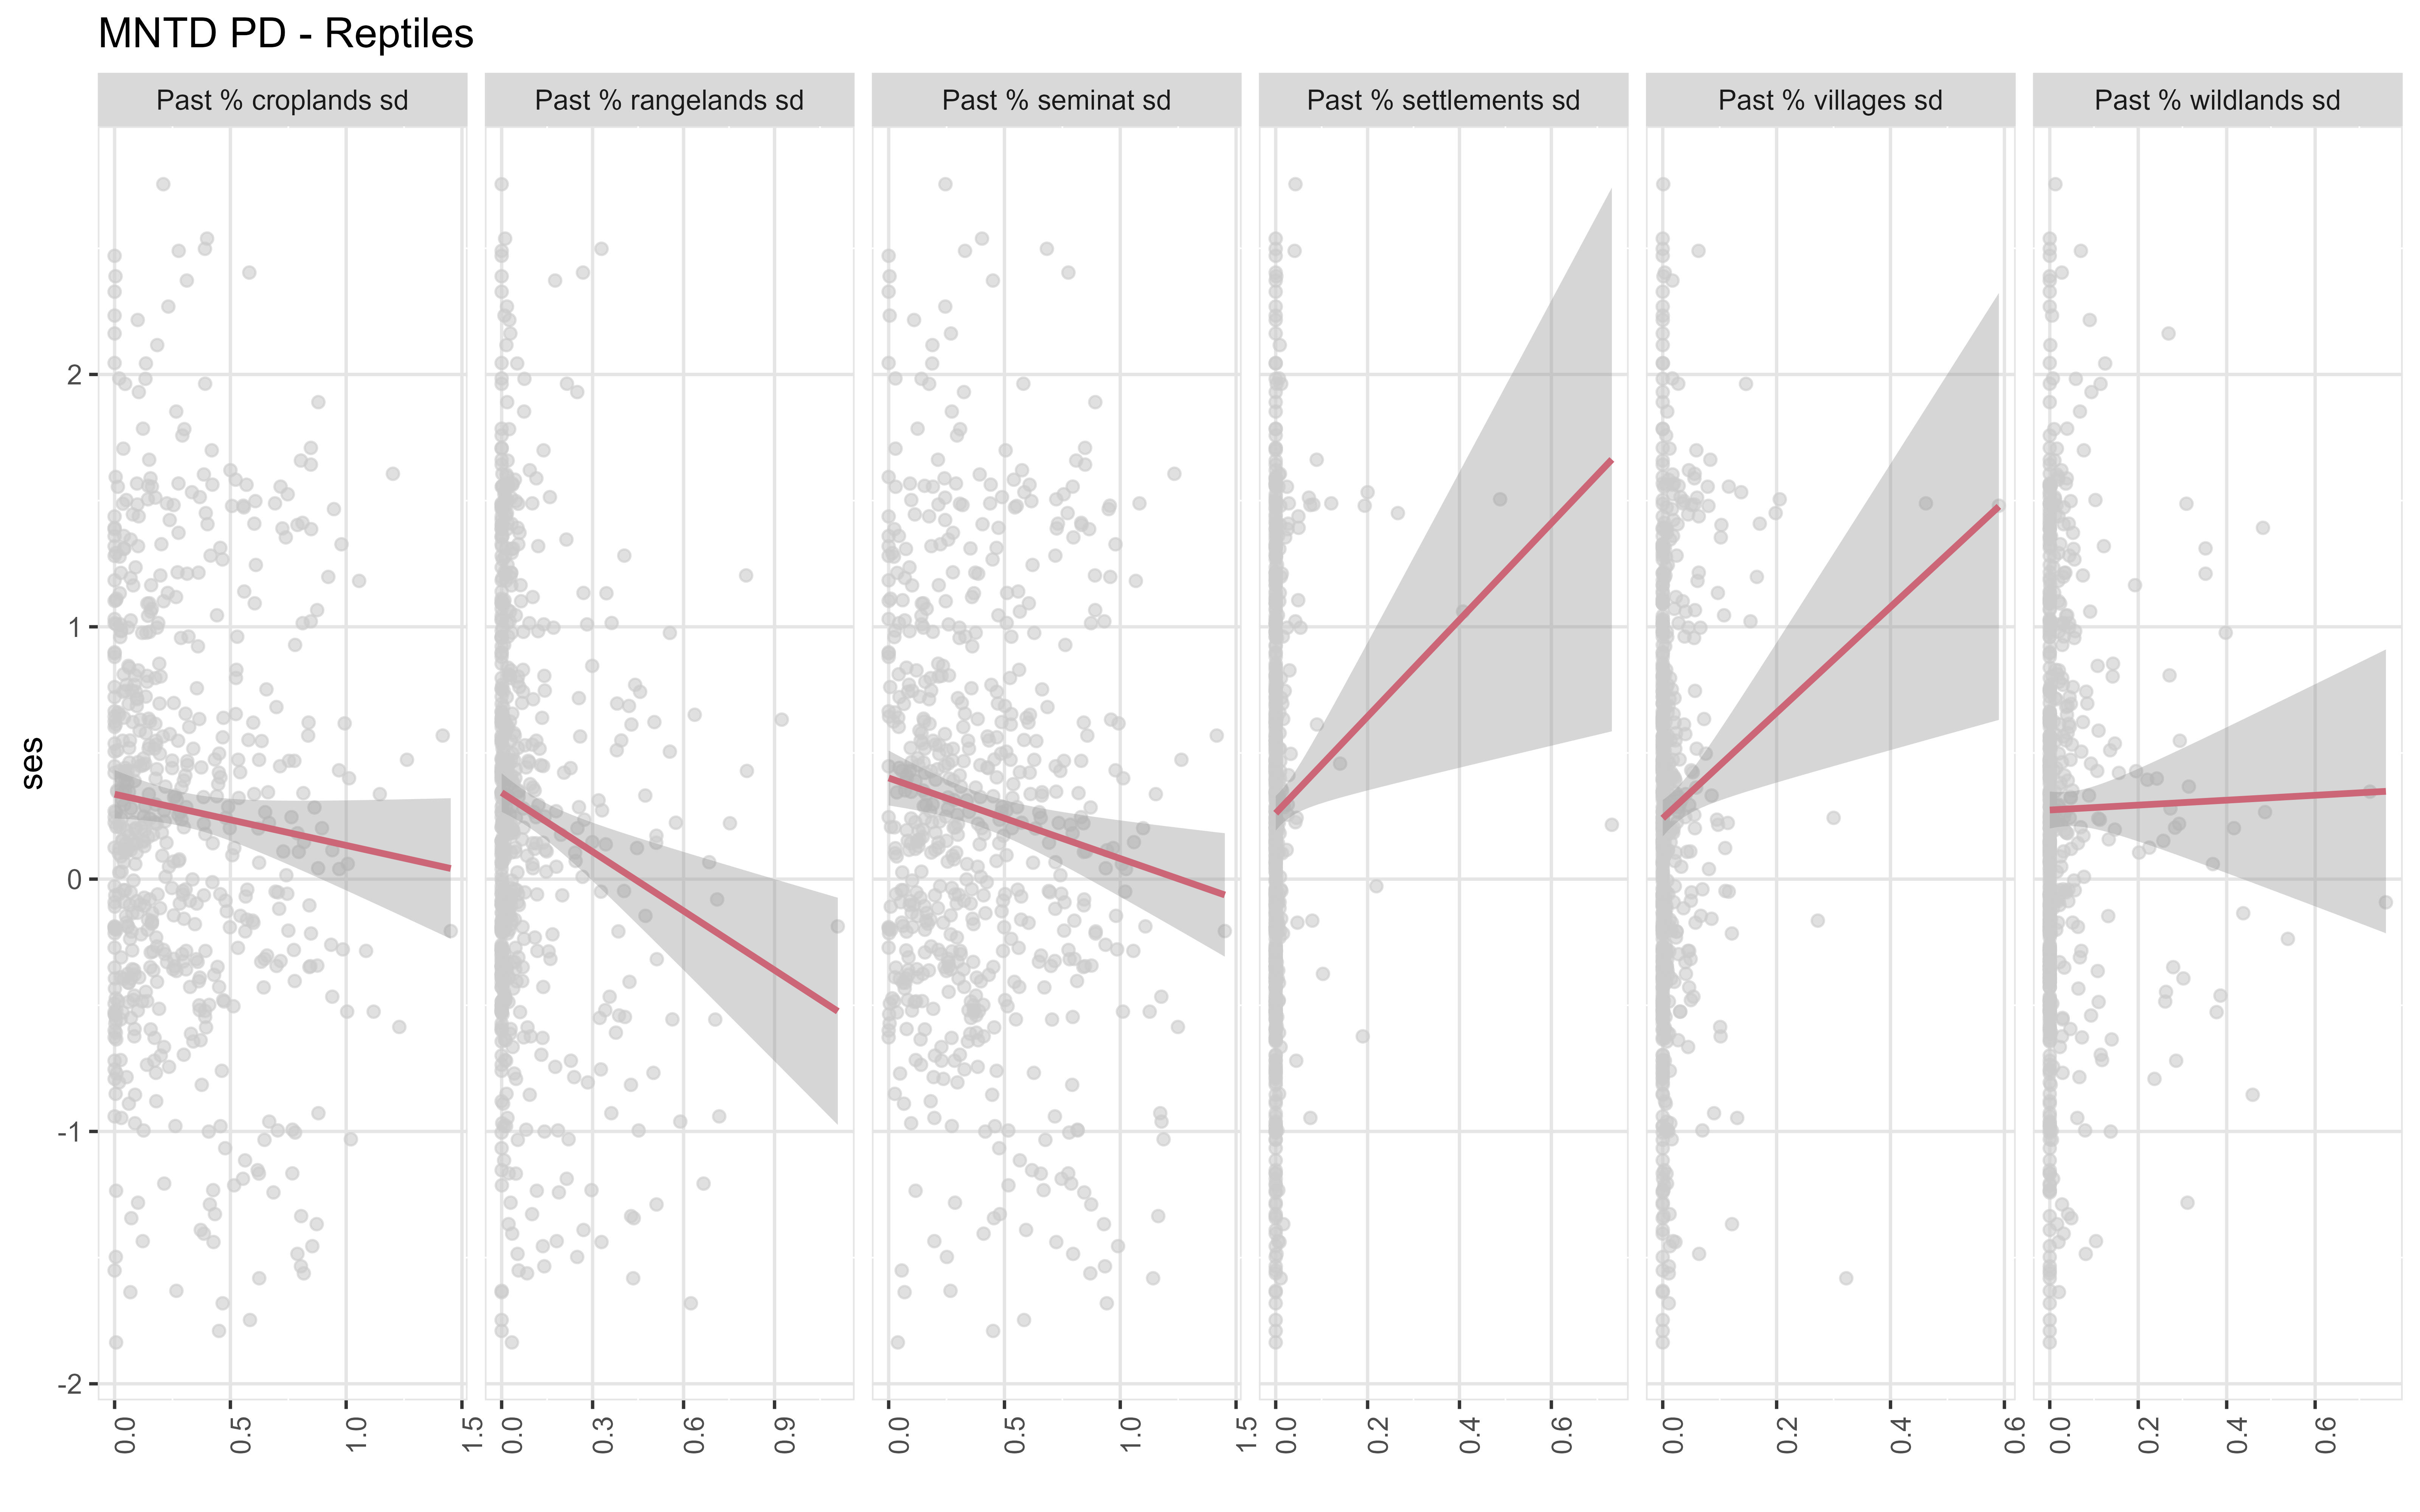 MNTD PD - Reptiles
Past % croplands sd
Past % rangelands sd
Past % seminat sd
Past % settlements sd
Past % villages sd
Past % wildlands sd
ses
2
1
0
-1
-2
0.0 0.5 1.0 1.5
0.0 0.3 0.6 0.9
0.0 0.5 1.0 1.5
0.0 0.2 0.4 0.6
0.0 0.2 0.4 0.6
0.0 0.2 0.4 0.6